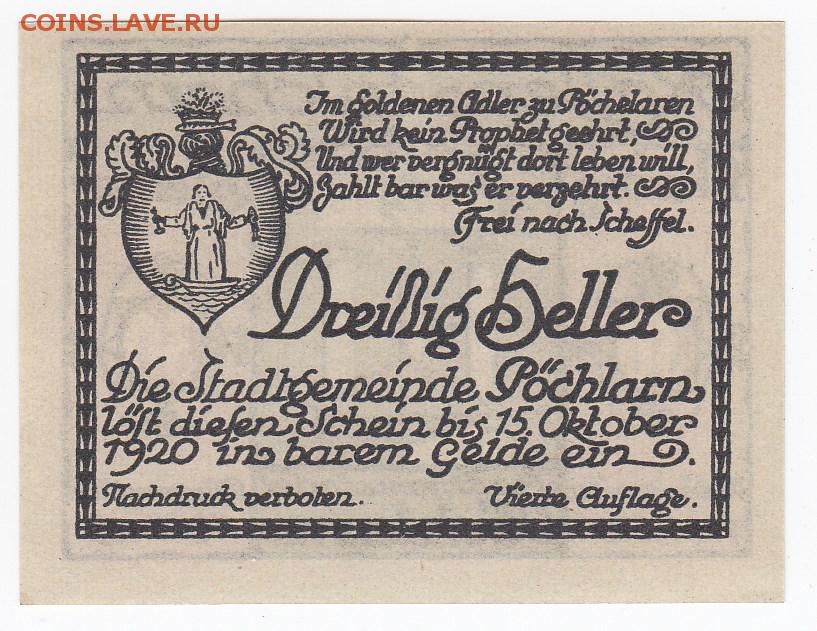 COINS.LAVE.RU
Im goldenen Adler zu Pöchelaren
Wird kein Prophet geehrt,
Und wer vergnügt dort leben will,
Zahlt bar was er verzehrt.
Frei nach Scheffel.
Dreißig Heller
Die Stadtgemeinde Pöchlarn
löst diesen Schein bis 15. Oktober
1920 in barem Gelde ein.
Nachdruck verboten. Vierte Auflage.